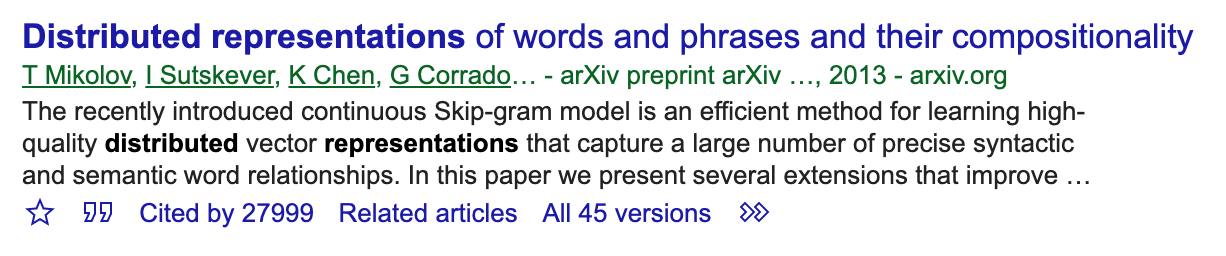 Distributed representations of words and phrases and their compositionality
T Mikolov, I Sutskever, K Chen, G Corrado… - arXiv preprint arXiv …, 2013 - arxiv.org
The recently introduced continuous Skip-gram model is an efficient method for learning high-
quality distributed vector representations that capture a large number of precise syntactic
and semantic word relationships. In this paper we present several extensions that improve …
Cited by 27999 Related articles All 45 versions